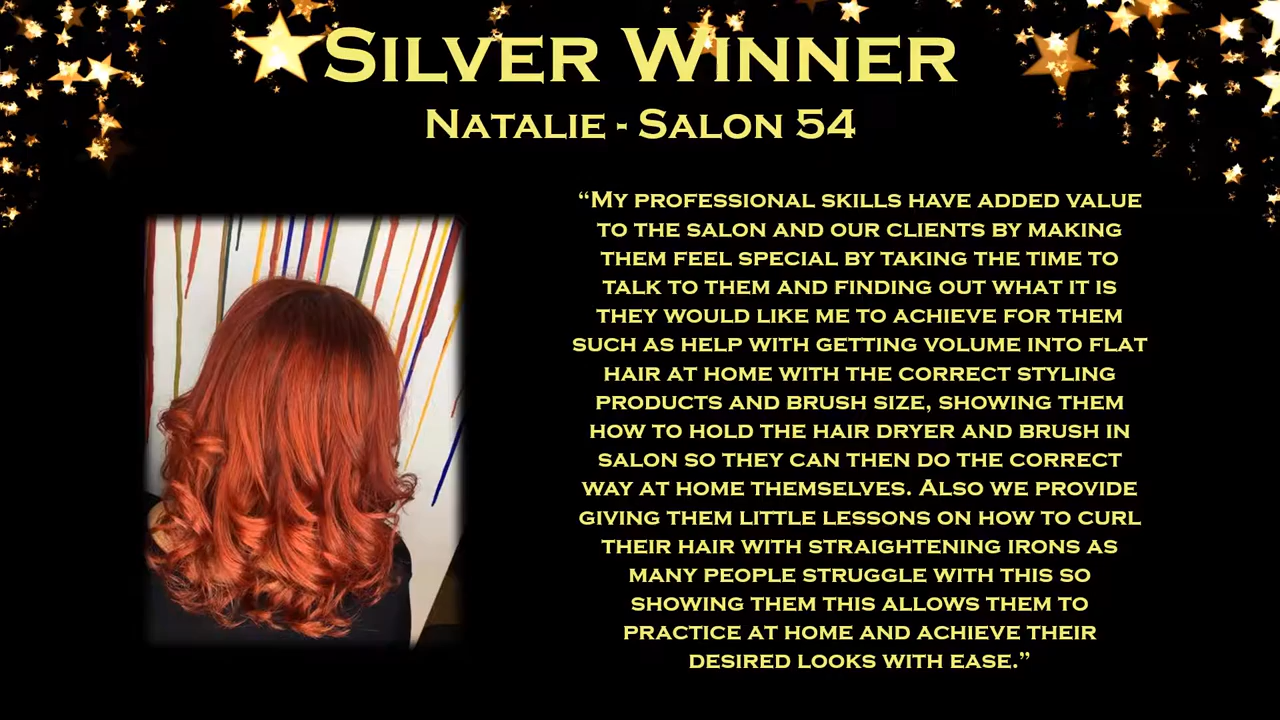 Silver Winner
Natalie - Salon 54
“My professional skills have added value
to the salon and our clients by making
them feel special by taking the time to
talk to them and finding out what it is
they would like me to achieve for them
such as help with getting volume into flat
hair at home with the correct styling
products and brush size, showing them
how to hold the hair dryer and brush in
salon so they can then do the correct
way at home themselves. Also we provide
giving them little lessons on how to curl
their hair with straightening irons as
many people struggle with this so
showing them this allows them to
practice at home and achieve their
desired looks with ease.”